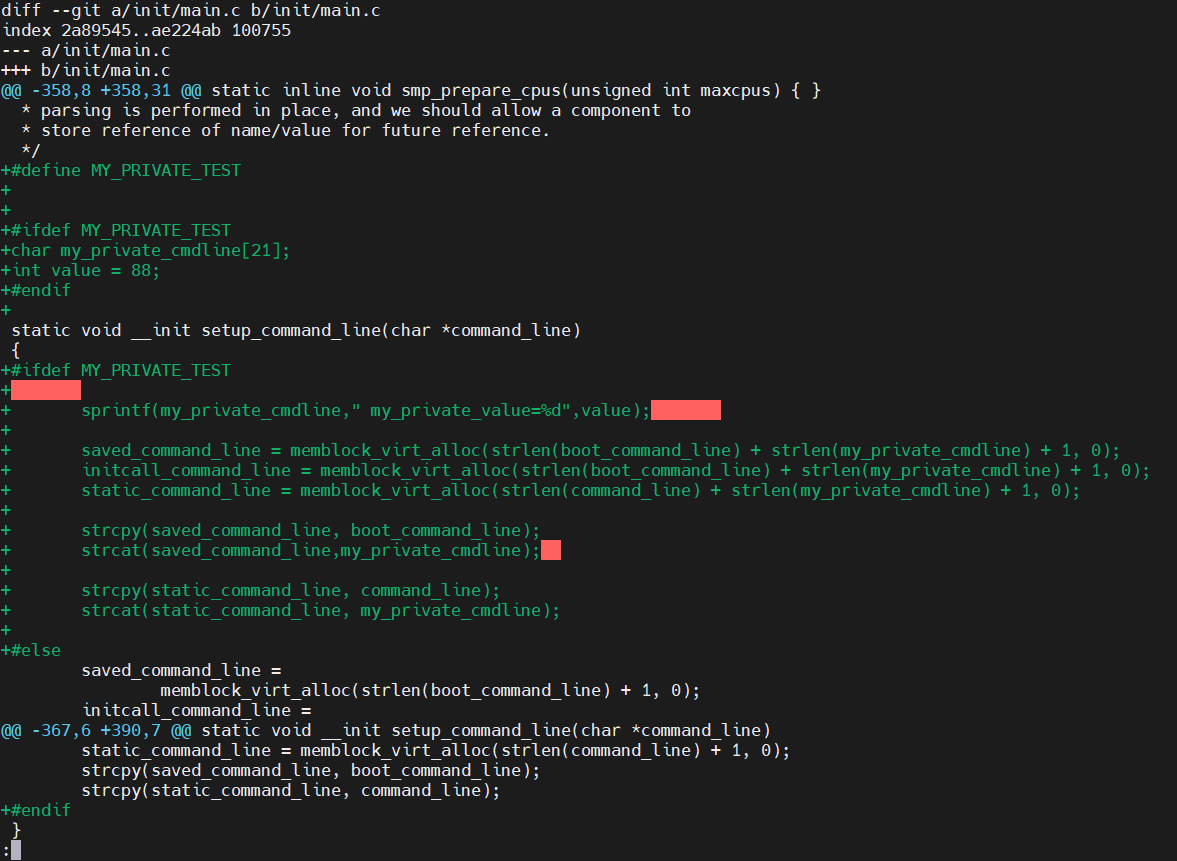 diff --git a/init/main.c b/init/main.c
index 2a89545..ae224ab 100755
--- a/init/main.c
+++ b/init/main.c
@@ -358,8 +358,31 @@ static inline void smp_prepare_cpus(unsigned int maxcpus) { }
  * parsing is performed in place, and we should allow a component to
  * store reference of name/value for future reference.
  */
+#define MY_PRIVATE_TEST
+
+
+#ifdef MY_PRIVATE_TEST
+char my_private_cmdline[21];
+int value = 88;
+#endif
+
 static void __init setup_command_line(char *command_line)
 {
+#ifdef MY_PRIVATE_TEST
+
+       sprintf(my_private_cmdline," my_private_value=%d",value);
+
+       saved_command_line = memblock_virt_alloc(strlen(boot_command_line) + strlen(my_private_cmdline) + 1, 0);
+       initcall_command_line = memblock_virt_alloc(strlen(boot_command_line) + strlen(my_private_cmdline) + 1, 0);
+       static_command_line = memblock_virt_alloc(strlen(command_line) + strlen(my_private_cmdline) + 1, 0);
+
+       strcpy(saved_command_line, boot_command_line);
+       strcat(saved_command_line,my_private_cmdline);
+
+       strcpy(static_command_line, command_line);
+       strcat(static_command_line, my_private_cmdline);
+
+#else
        saved_command_line =
                memblock_virt_alloc(strlen(boot_command_line) + 1, 0);
        initcall_command_line =
@@ -367,6 +390,7 @@ static void __init setup_command_line(char *command_line)
        static_command_line = memblock_virt_alloc(strlen(command_line) + 1, 0);
        strcpy(saved_command_line, boot_command_line);
        strcpy(static_command_line, command_line);
+#endif
 }
: